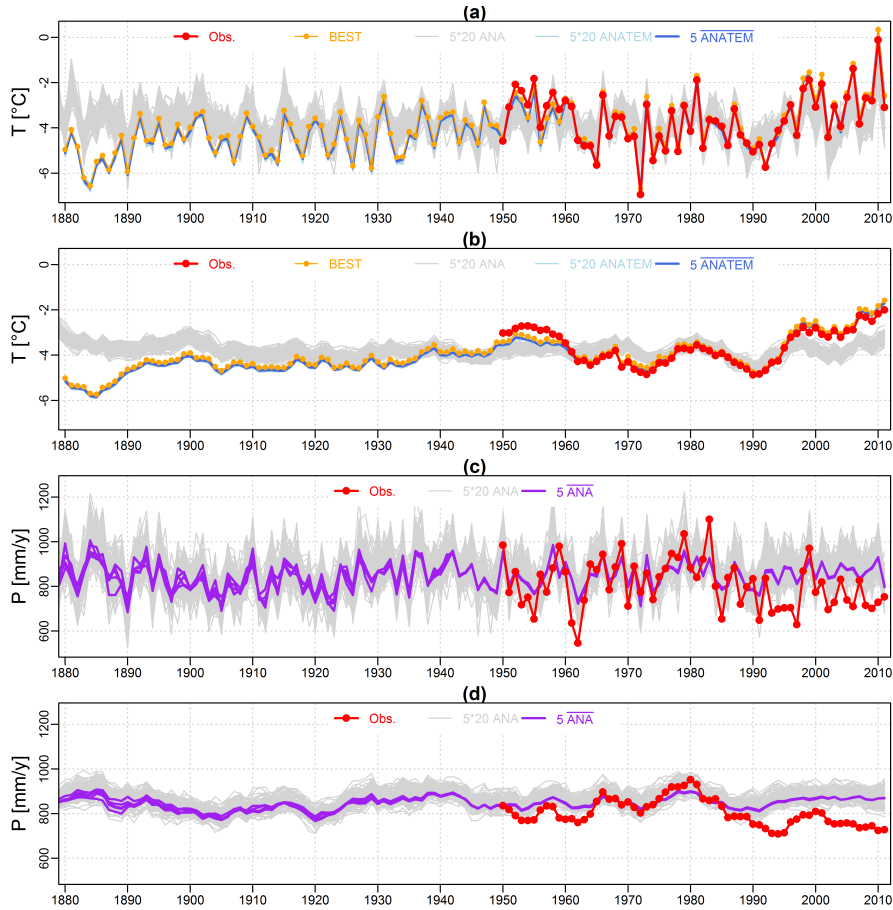 (a)
Obs. BEST 5*20 ANA 5*20 ANATEM 5 ANATEM
T [°C]
0
-2
-4
-6
1880 1890 1900 1910 1920 1930 1940 1950 1960 1970 1980 1990 2000 2010
(b)
Obs. BEST 5*20 ANA 5*20 ANATEM 5 ANATEM
T [°C]
0
-2
-4
-6
1880 1890 1900 1910 1920 1930 1940 1950 1960 1970 1980 1990 2000 2010
(c)
Obs. 5*20 ANA 5 ANA
P [mm/y]
1200
1000
800
600
1880 1890 1900 1910 1920 1930 1940 1950 1960 1970 1980 1990 2000 2010
(d)
Obs. 5*20 ANA 5 ANA
P [mm/y]
1200
1000
800
600
1880 1890 1900 1910 1920 1930 1940 1950 1960 1970 1980 1990 2000 2010